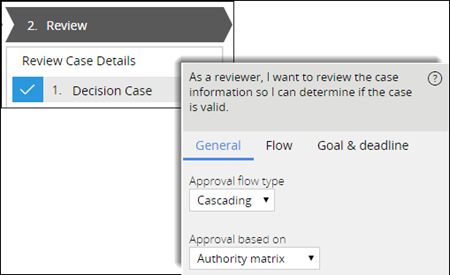 2. Review
Review Case Details
1. Decision Case
As a reviewer, I want to review the case
information so I can determine if the case
is valid.
?
General Flow Goal & deadline
Approval flow type
Cascading
Approval based on
Authority matrix